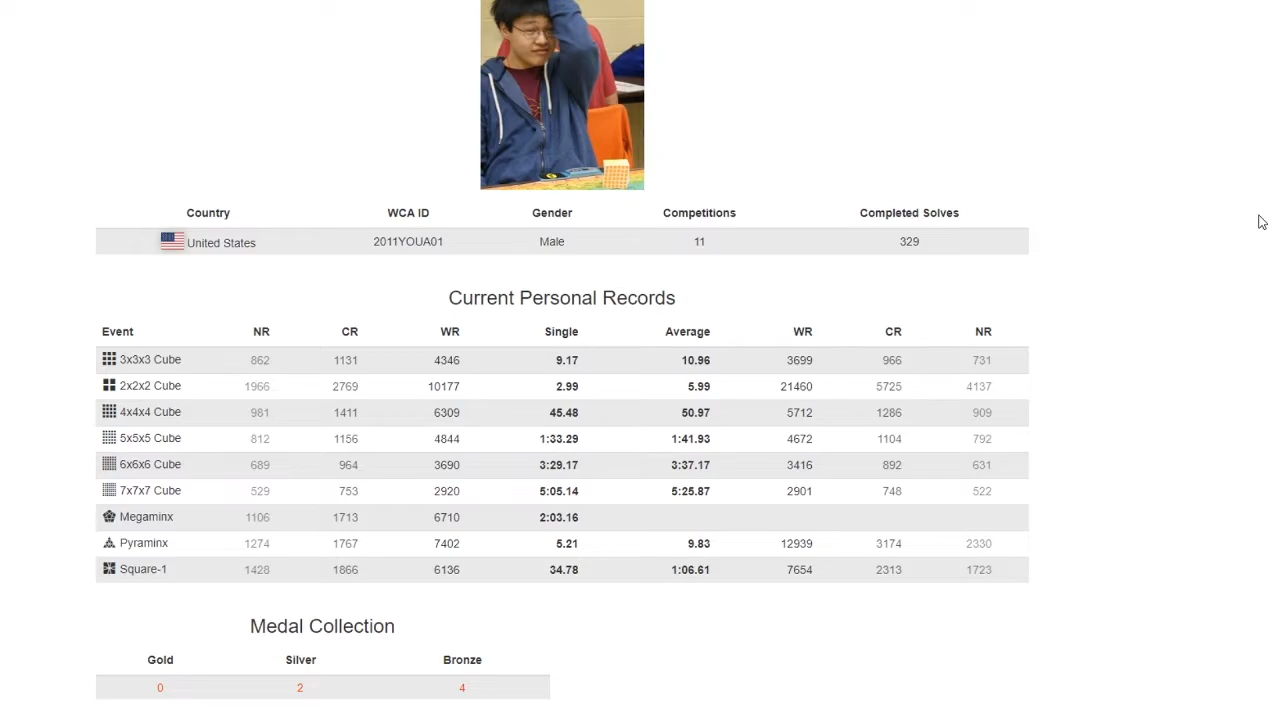 Country WCA ID Gender Competitions Completed Solves
United States 2011YOUA01 Male 11 329
Current Personal Records
Event NR CR WR Single Average WR CR NR
3x3x3 Cube 862 1131 4346 9.17 10.96 3699 966 731
2x2x2 Cube 1966 2769 10177 2.99 5.99 21460 5725 4137
4x4x4 Cube 981 1411 6309 45.48 50.97 5712 1286 909
5x5x5 Cube 812 1156 4844 1:33.29 1:41.93 4672 1104 792
6x6x6 Cube 689 964 3690 3:29.17 3:37.17 3416 892 631
7x7x7 Cube 529 753 2920 5:05.14 5:25.87 2901 748 522
Megaminx 1106 1713 6710 2:03.16
Pyraminx 1274 1767 7402 5.21 9.83 12939 3174 2330
Square-1 1428 1866 6136 34.78 1:06.61 7654 2313 1723
Medal Collection
Gold Silver Bronze
0 2 4